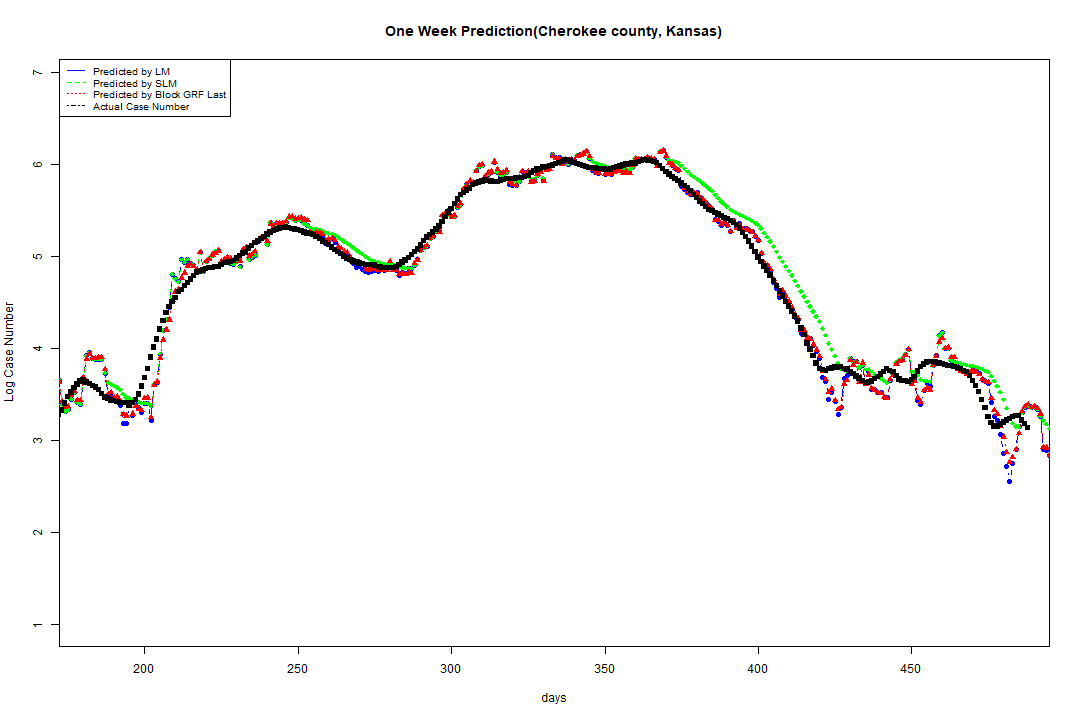 One Week Prediction(Cherokee county, Kansas)
Predicted by LM
Predicted by SLM
Predicted by Block GRF Last
Actual Case Number
7
6
5
4
3
2
1
Log Case Number
200 250 300 350 400 450
days